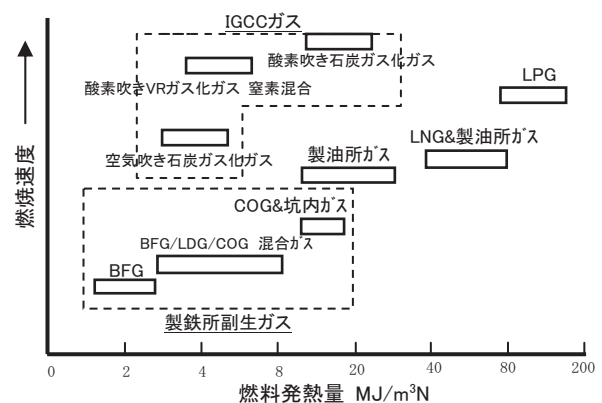 IGCCガス
酸素吹き石炭ガス化ガス
酸素吹きVRガス化ガス 窒素混合
LPG
LNG&製油所ガス
空気吹き石炭ガス化ガス
製油所ガス
COG&坑内ガス
BFG/LDG/COG 混合ガス
BFG
製鉄所副生ガス
燃焼速度
0 2 4 8 20 40 80 200
燃料発熱量 MJ/m³N